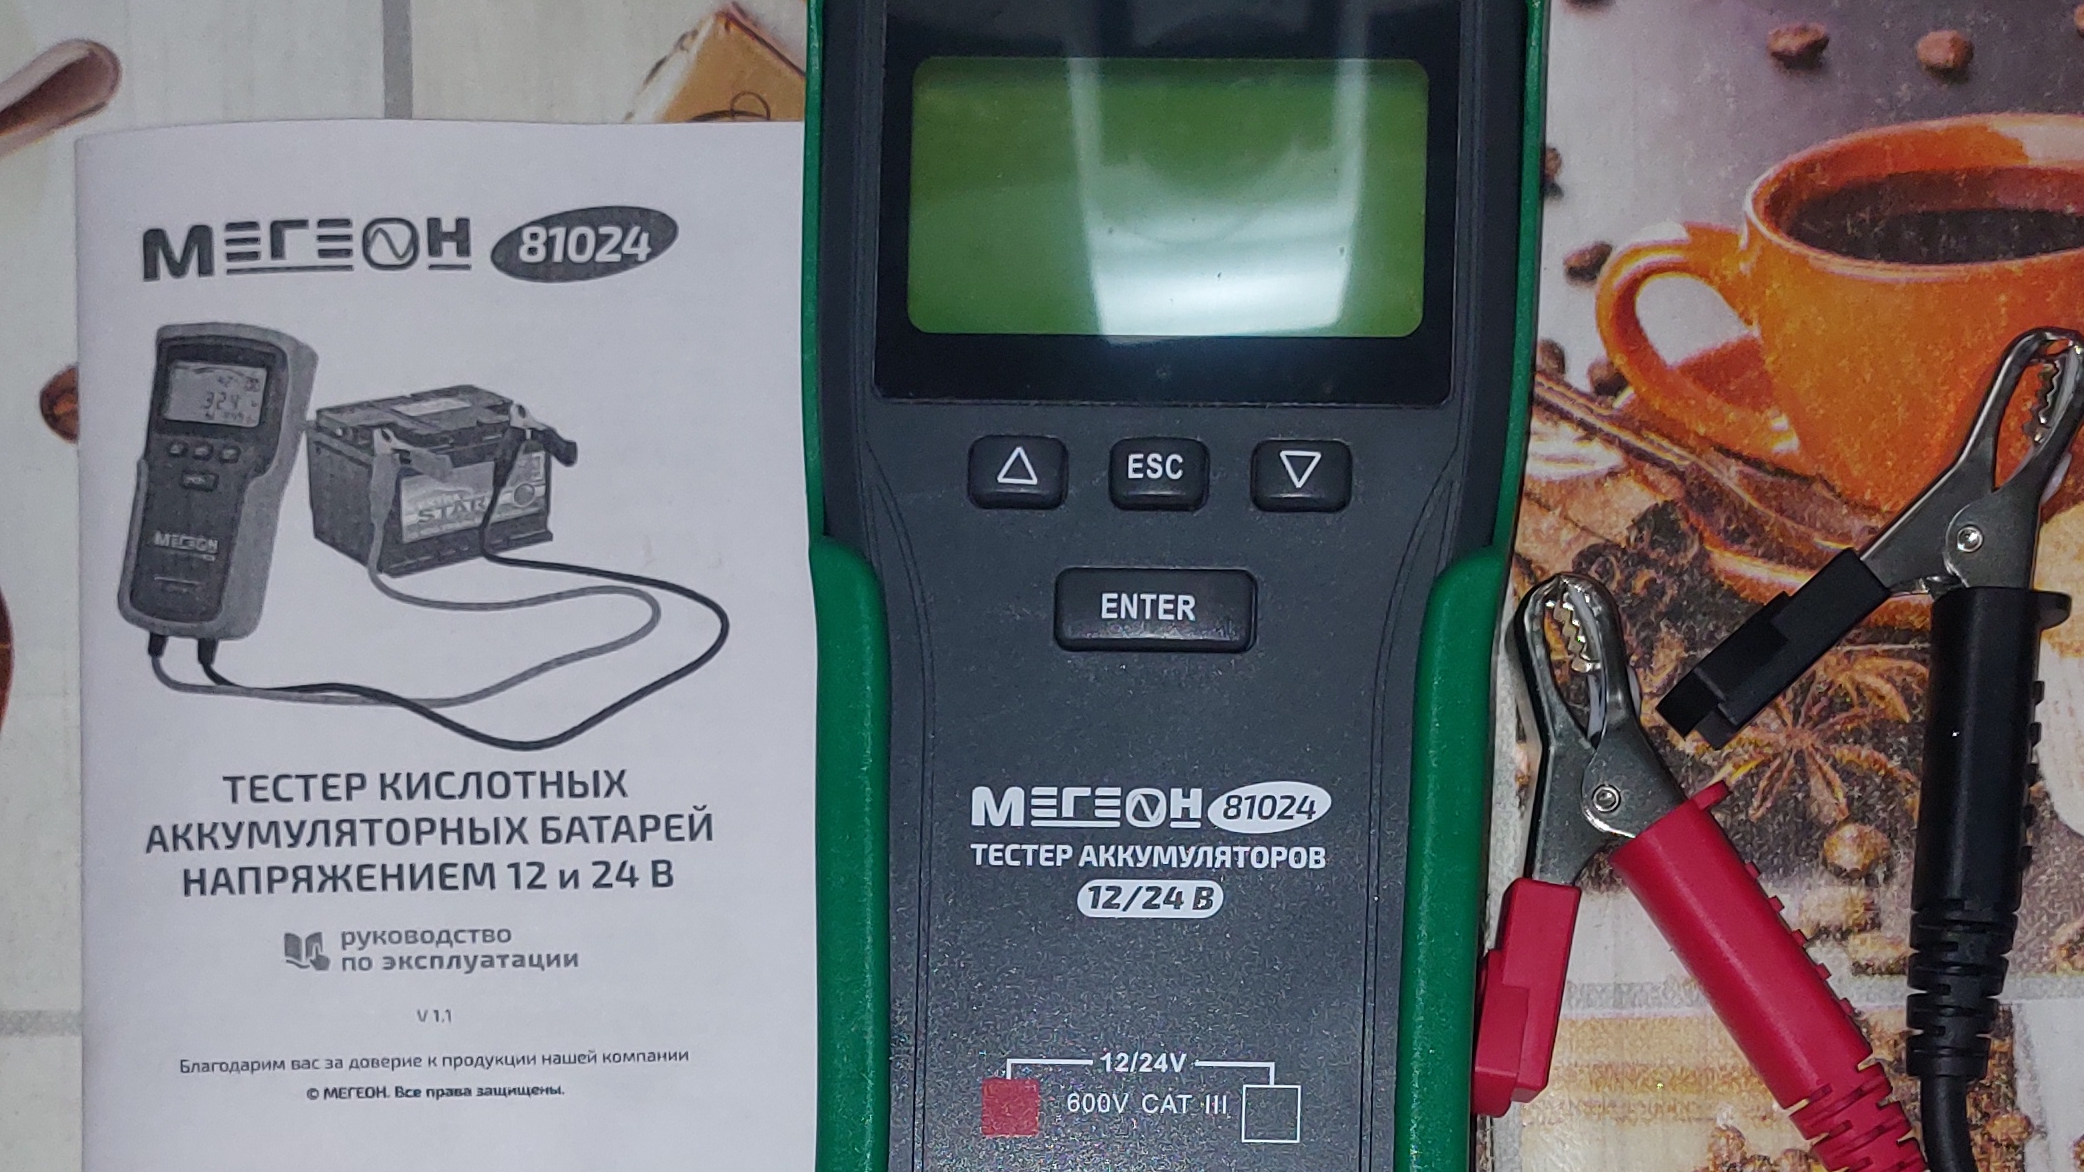 МЕГЕОН 81024
МЕГЕОН
ТЕСТЕР КИСЛОТНЫХ
АККУМУЛЯТОРНЫХ БАТАРЕЙ
НАПРЯЖЕНИЕМ 12 и 24 В
руководство
по эксплуатации
V 1.1
Благодарим вас за доверие к продукции нашей компании
© МЕГЕОН. Все права защищены.
ESC
ENTER
МЕГЕОН 81024
ТЕСТЕР АККУМУЛЯТОРОВ
12/24 В
12/24V
600V CAT III